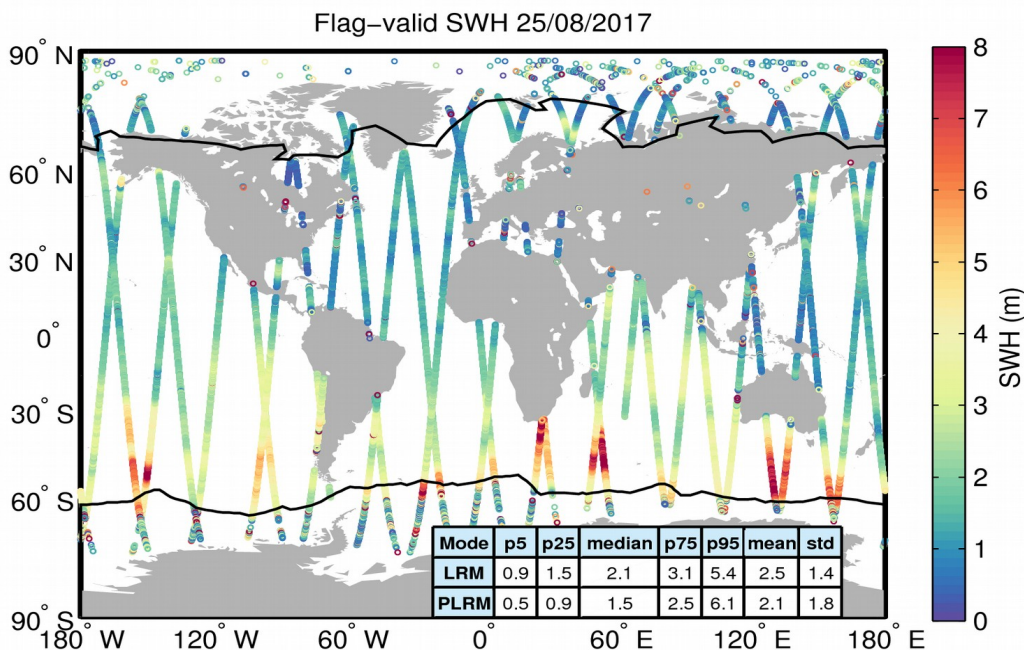 Flag−valid SWH 25/08/2017
90° N
60° N
30° N
0°
30° S
60° S
90° S
180° W
120° W
60° W
0°
60° E
120° E
180° E
Mode p5 p25 median p75 p95 mean std
LRM 0.9 1.5 2.1 3.1 5.4 2.5 1.4
PLRM 0.5 0.9 1.5 2.5 6.1 2.1 1.8
8
7
6
5
4
3
2
1
0
SWH (m)